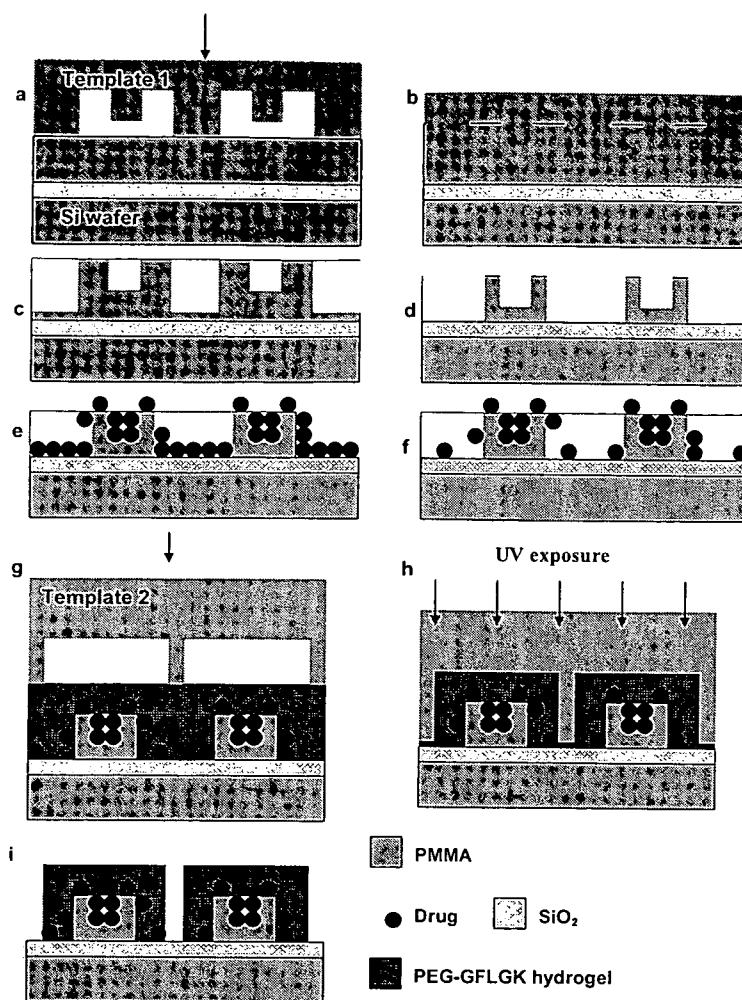 a
Template 1
Si wafer
b
c
d
e
f
g
Template 2
h
UV exposure
i
PMMA
Drug
SiO₂
PEG-GFLGK hydrogel